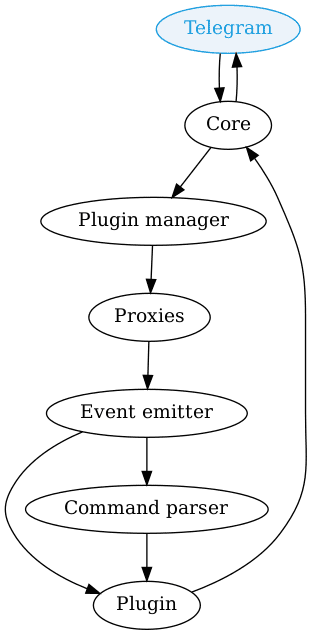 Telegram
Core
Plugin manager
Proxies
Event emitter
Command parser
Plugin